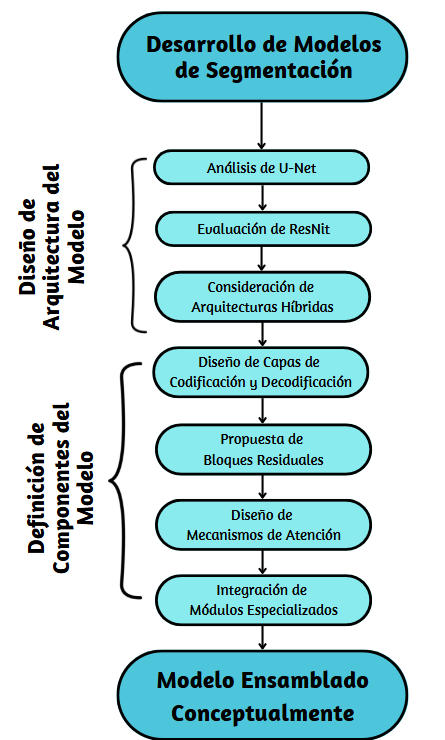 Desarrollo de Modelos
de Segmentación
Diseño de
Arquitectura del
Modelo
Análisis de U-Net
Evaluación de ResNit
Consideración de
Arquitecturas Híbridas
Definición de
Componentes del
Modelo
Diseño de Capas de
Codificación y Decodificación
Propuesta de
Bloques Residuales
Diseño de
Mecanismos de Atención
Integración de
Módulos Especializados
Modelo Ensamblado
Conceptualmente